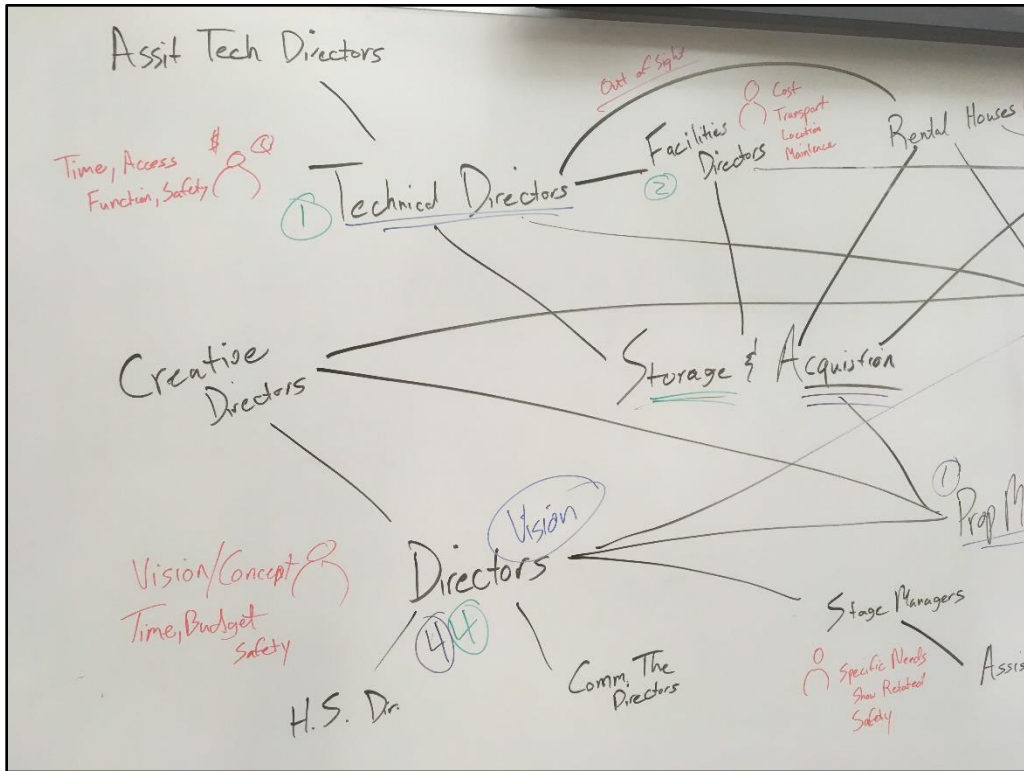 Assit Tech Directors
Out of Sight
Cost
Transport
Location
Maintence
Facilities
Directors
2
Rental Houses
Time, Access
Function, Safety
$
Q
1
Technical Directors
Creative
Directors
Storage & Acquistion
Vision
1
Prop M
Vision/Concept
Time, Budget
Safety
Directors
4 4
Stage Managers
H.S. Dir.
Comm. The
Directors
Specific Needs
Show Related
Safety
Assis